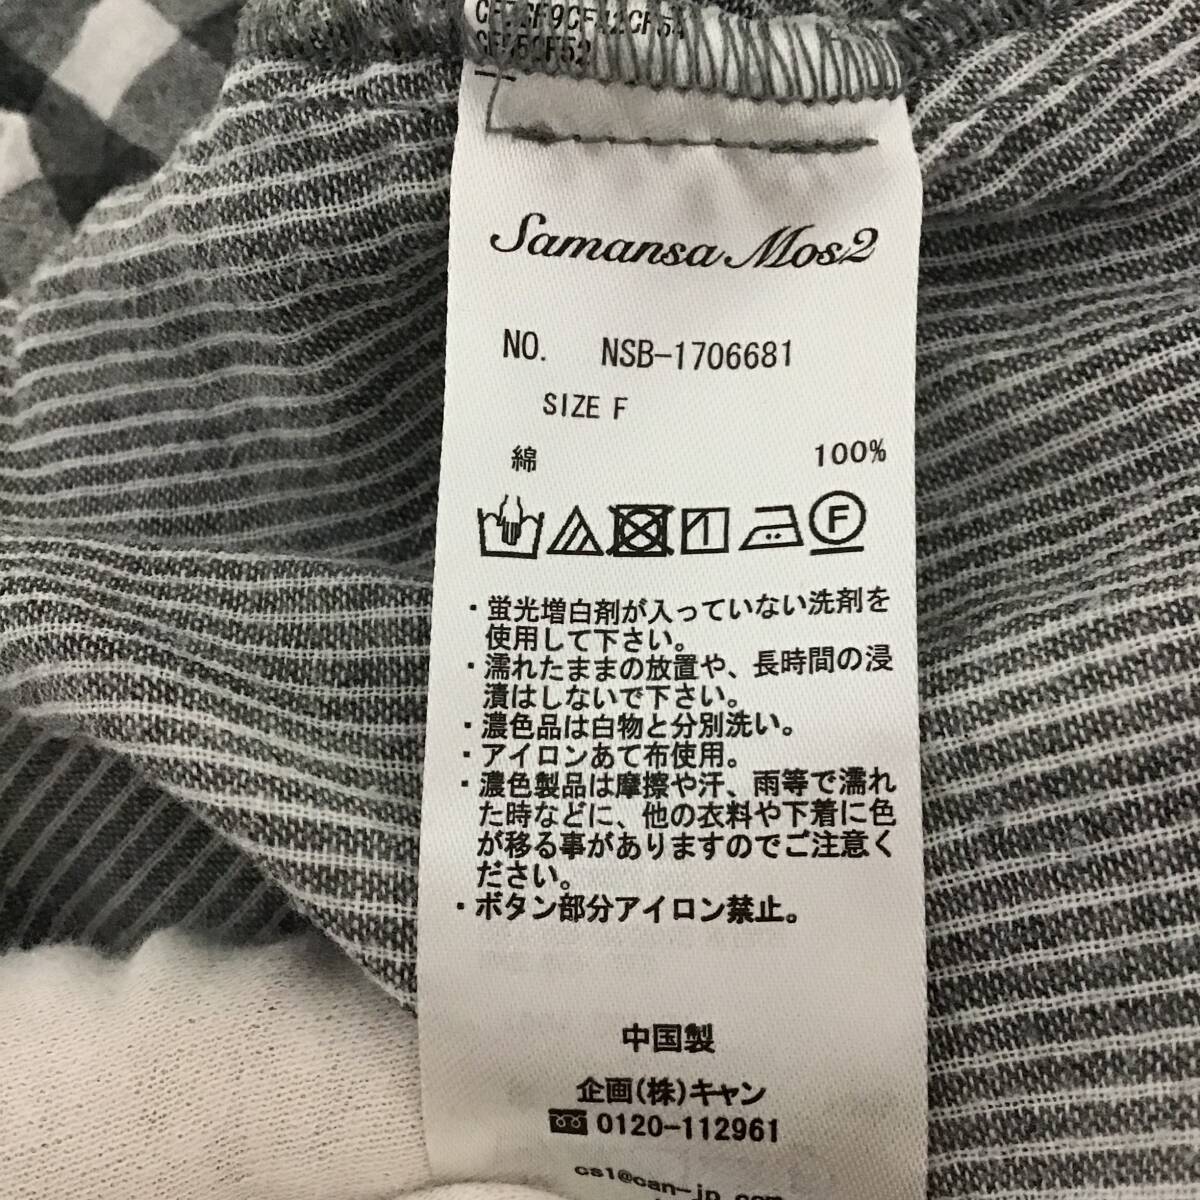 Samansa Mos2
NO. NSB-1706681
SIZE F
綿 100%
F
・蛍光増白剤が入っていない洗剤を
使用して下さい。
・濡れたままの放置や、長時間の浸
漬はしないで下さい。
・濃色品は白物と分別洗い。
・アイロンあて布使用。
・濃色製品は摩擦や汗、雨等で濡れ
た時などに、他の衣料や下着に色
が移る事がありますのでご注意く
ださい。
・ボタン部分アイロン禁止。
中国製
企画(株)キャン
0120-112961
cs1@can-jp.com